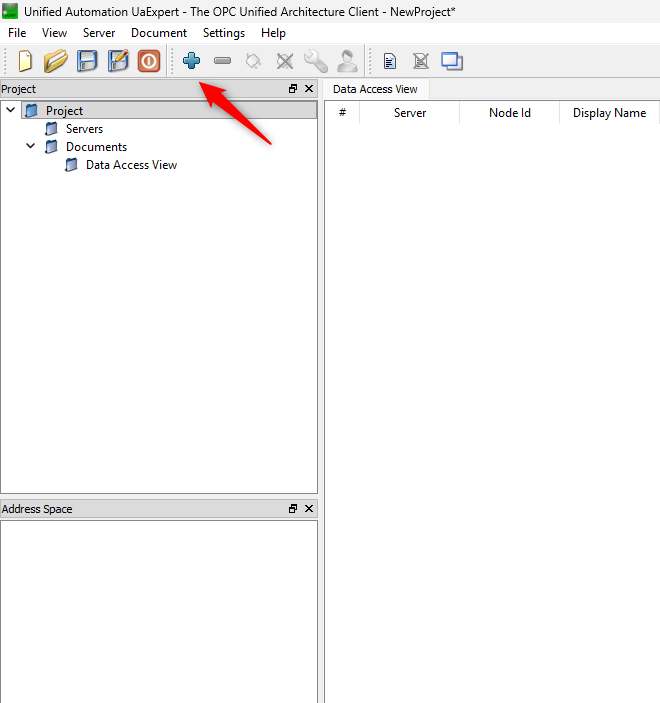 Unified Automation UaExpert - The OPC Unified Architecture Client - NewProject*
File View Server Document Settings Help
Project
Data Access View
Project
Servers
Documents
Data Access View
# Server Node Id Display Name
Address Space